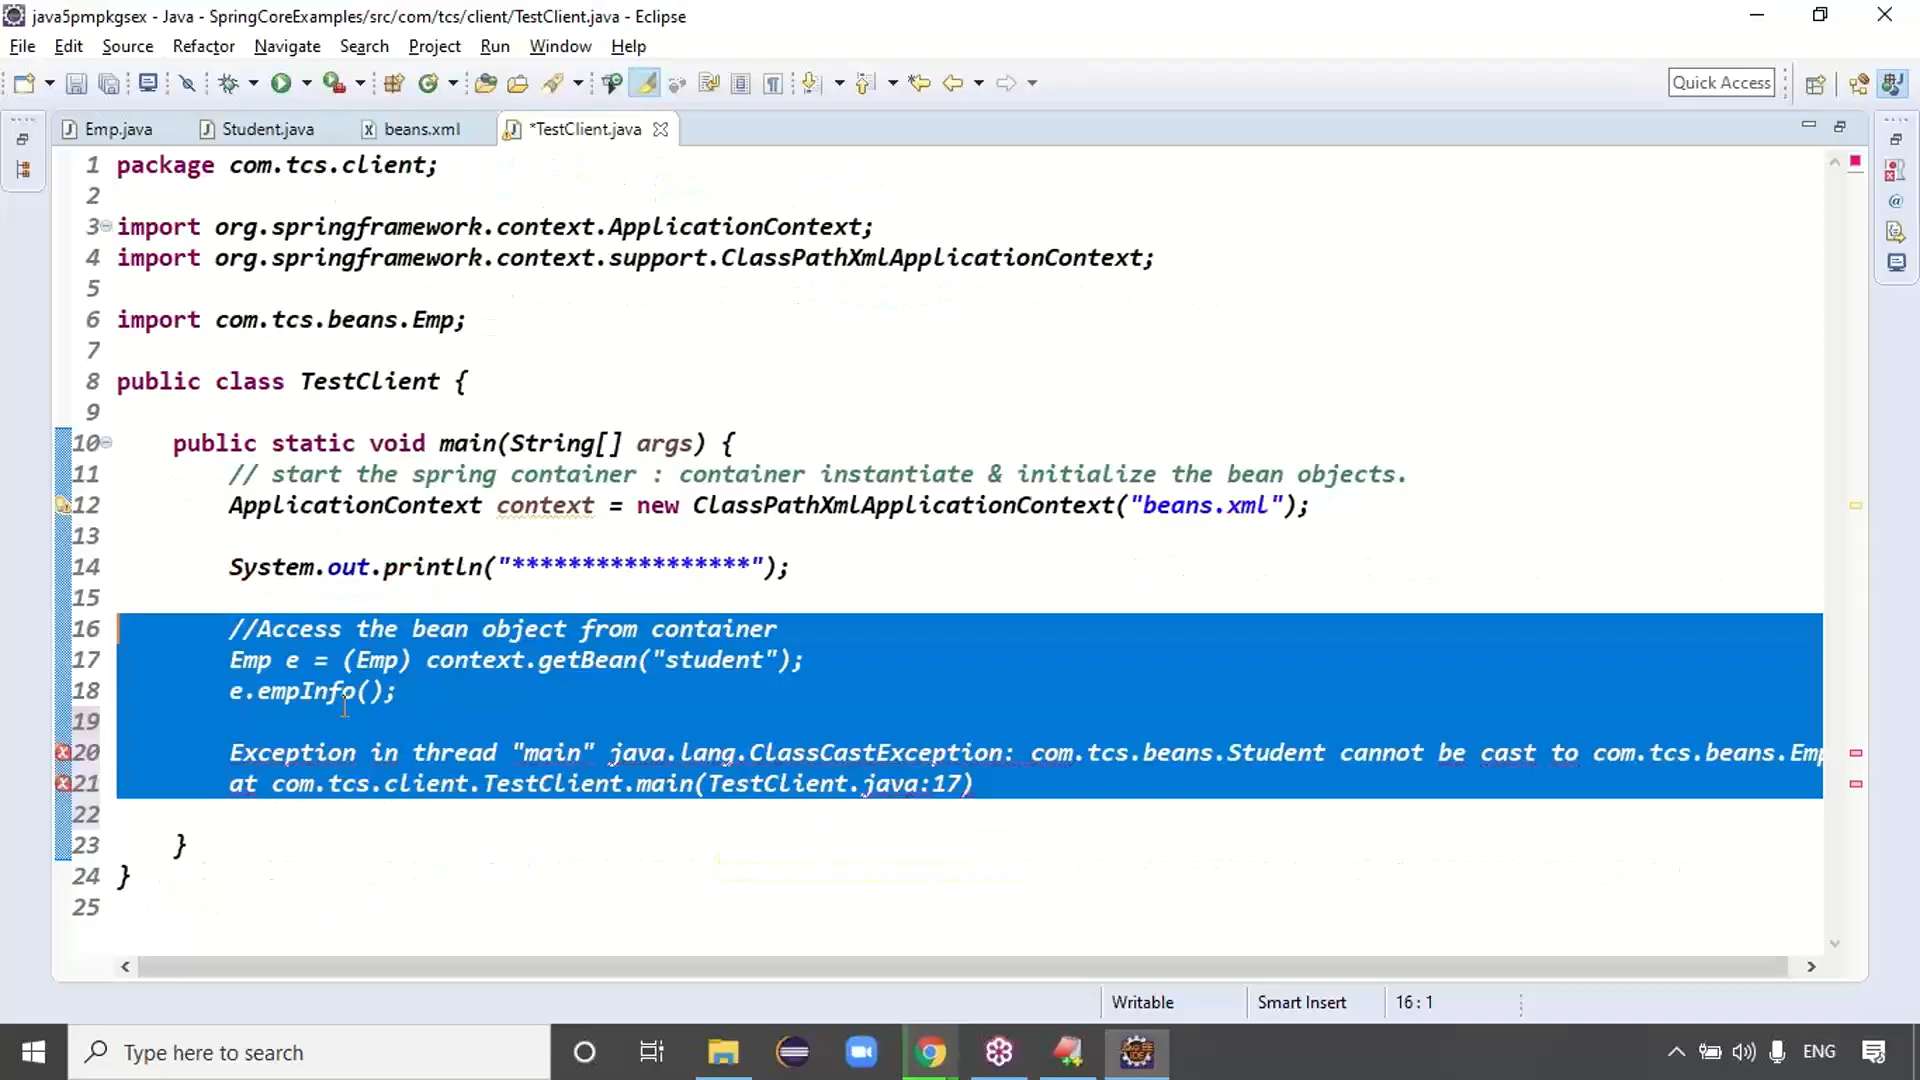 java5pmpkgsex - Java - SpringCoreExamples/src/com/tcs/client/TestClient.java - Eclipse
File Edit Source Refactor Navigate Search Project Run Window Help
Quick Access
Emp.java Student.java beans.xml *TestClient.java
1 package com.tcs.client;
2
3 import org.springframework.context.ApplicationContext;
4 import org.springframework.context.support.ClassPathXmlApplicationContext;
5
6 import com.tcs.beans.Emp;
7
8 public class TestClient {
9
10 public static void main(String[] args) {
11 // start the spring container : container instantiate & initialize the bean objects.
12 ApplicationContext context = new ClassPathXmlApplicationContext("beans.xml");
13
14 System.out.println("*****************");
15
16 //Access the bean object from container
17 Emp e = (Emp) context.getBean("student");
18 e.empInfo();
19
20 Exception in thread "main" java.lang.ClassCastException: com.tcs.beans.Student cannot be cast to com.tcs.beans.Emp
21 at com.tcs.client.TestClient.main(TestClient.java:17)
22
23 }
24 }
25
Writable Smart Insert 16 : 1
Type here to search
ENG